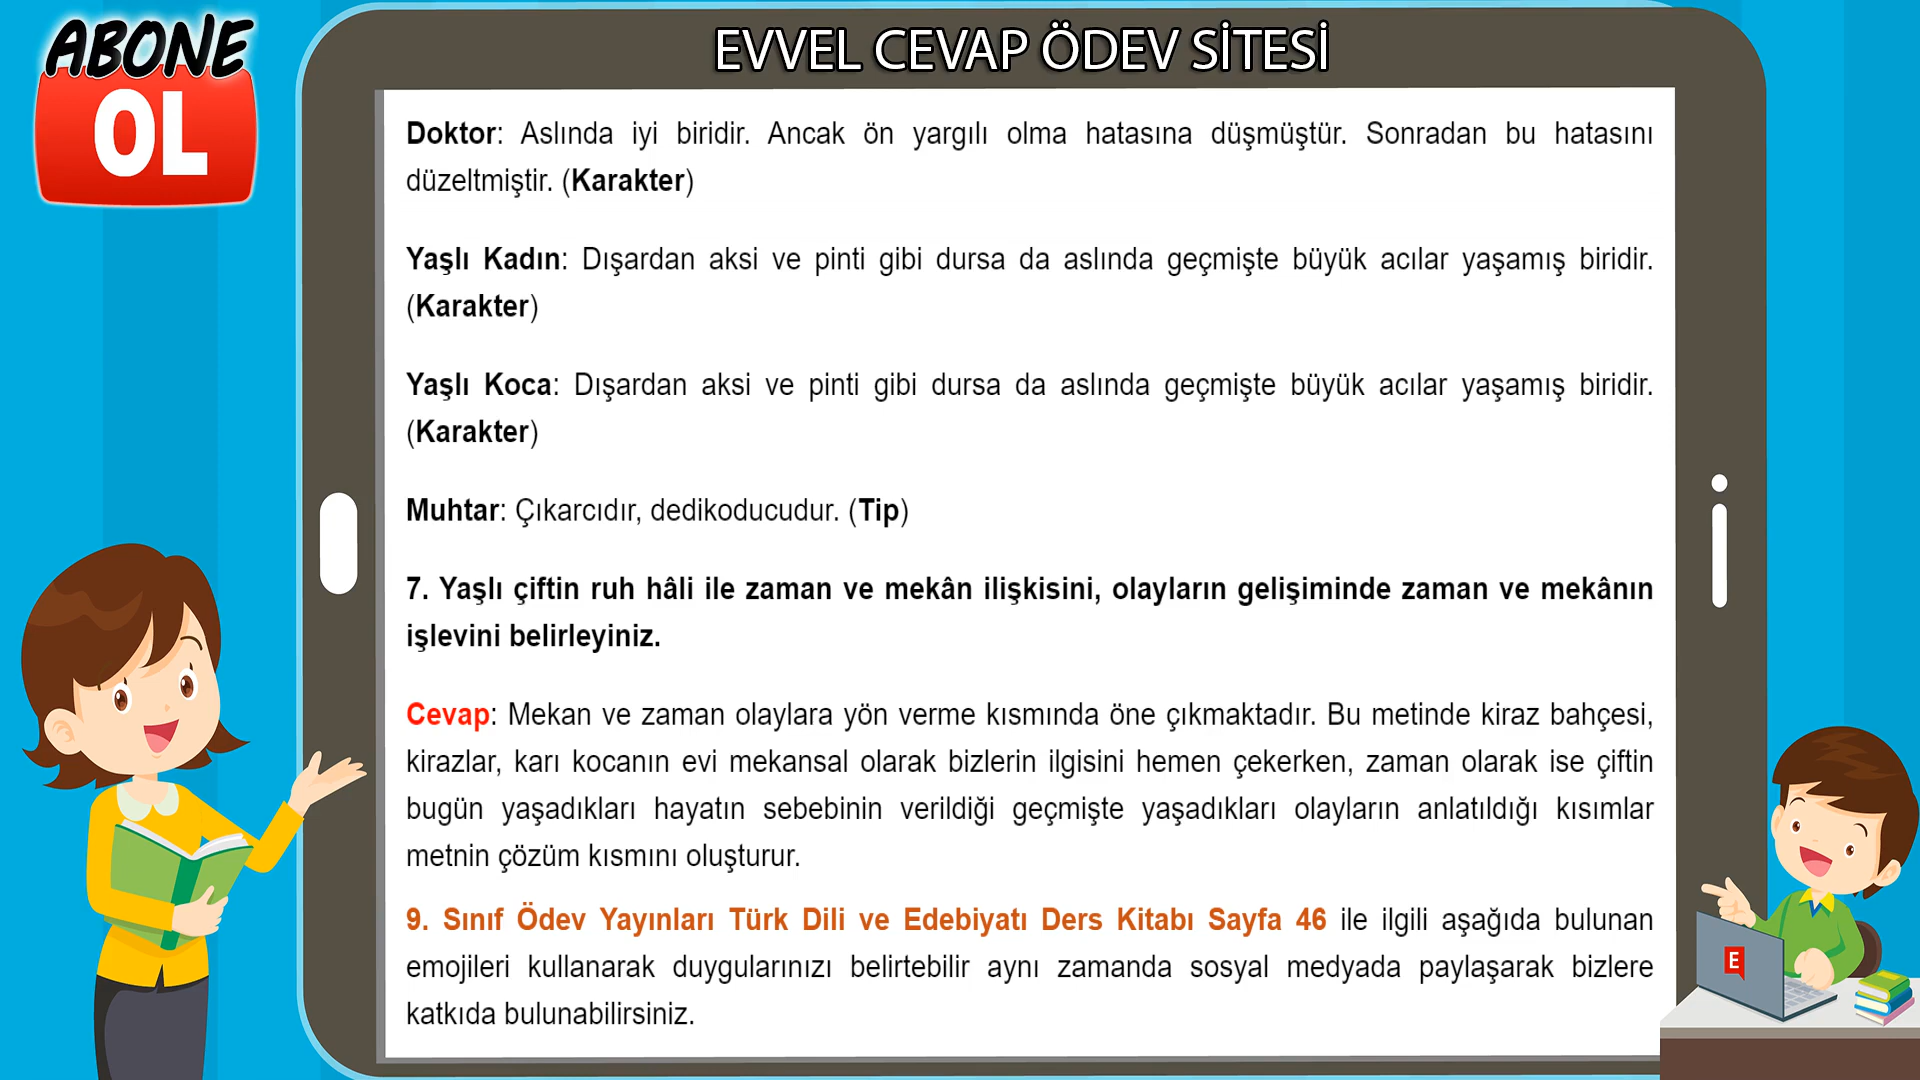 ABONE
OL
EVVEL CEVAP ÖDEV SİTESİ
Doktor: Aslında iyi biridir. Ancak ön yargılı olma hatasına düşmüştür. Sonradan bu hatasını
düzeltmiştir. (Karakter)
Yaşlı Kadın: Dışardan aksi ve pinti gibi dursa da aslında geçmişte büyük acılar yaşamış biridir.
(Karakter)
Yaşlı Koca: Dışardan aksi ve pinti gibi dursa da aslında geçmişte büyük acılar yaşamış biridir.
(Karakter)
Muhtar: Çıkarcıdır, dedikoducudur. (Tip)
7. Yaşlı çiftin ruh hâli ile zaman ve mekân ilişkisini, olayların gelişiminde zaman ve mekânın
işlevini belirleyiniz.
Cevap: Mekan ve zaman olaylara yön verme kısmında öne çıkmaktadır. Bu metinde kiraz bahçesi,
kirazlar, karı kocanın evi mekansal olarak bizlerin ilgisini hemen çekerken, zaman olarak ise çiftin
bugün yaşadıkları hayatın sebebinin verildiği geçmişte yaşadıkları olayların anlatıldığı kısımlar
metnin çözüm kısmını oluşturur.
9. Sınıf Ödev Yayınları Türk Dili ve Edebiyatı Ders Kitabı Sayfa 46 ile ilgili aşağıda bulunan
emojileri kullanarak duygularınızı belirtebilir aynı zamanda sosyal medyada paylaşarak bizlere
katkıda bulunabilirsiniz.
E